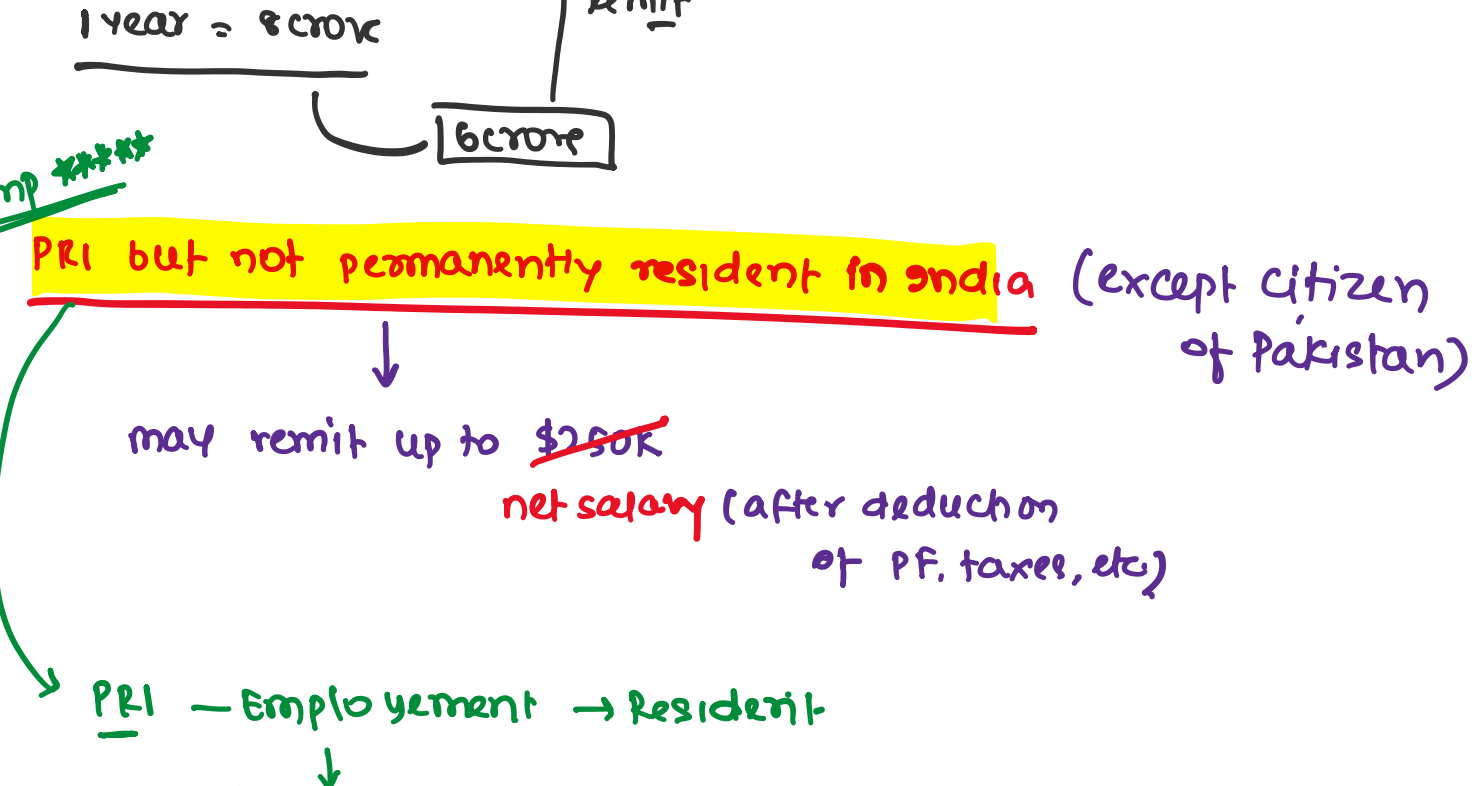 1 year = 8 crore
6 crore
*****
PRI but not permanently resident in India (except citizen
of Pakistan)
may remit up to $250K
net salary (after deduction
of PF, taxes, etc)
PRI — Employement → Resident